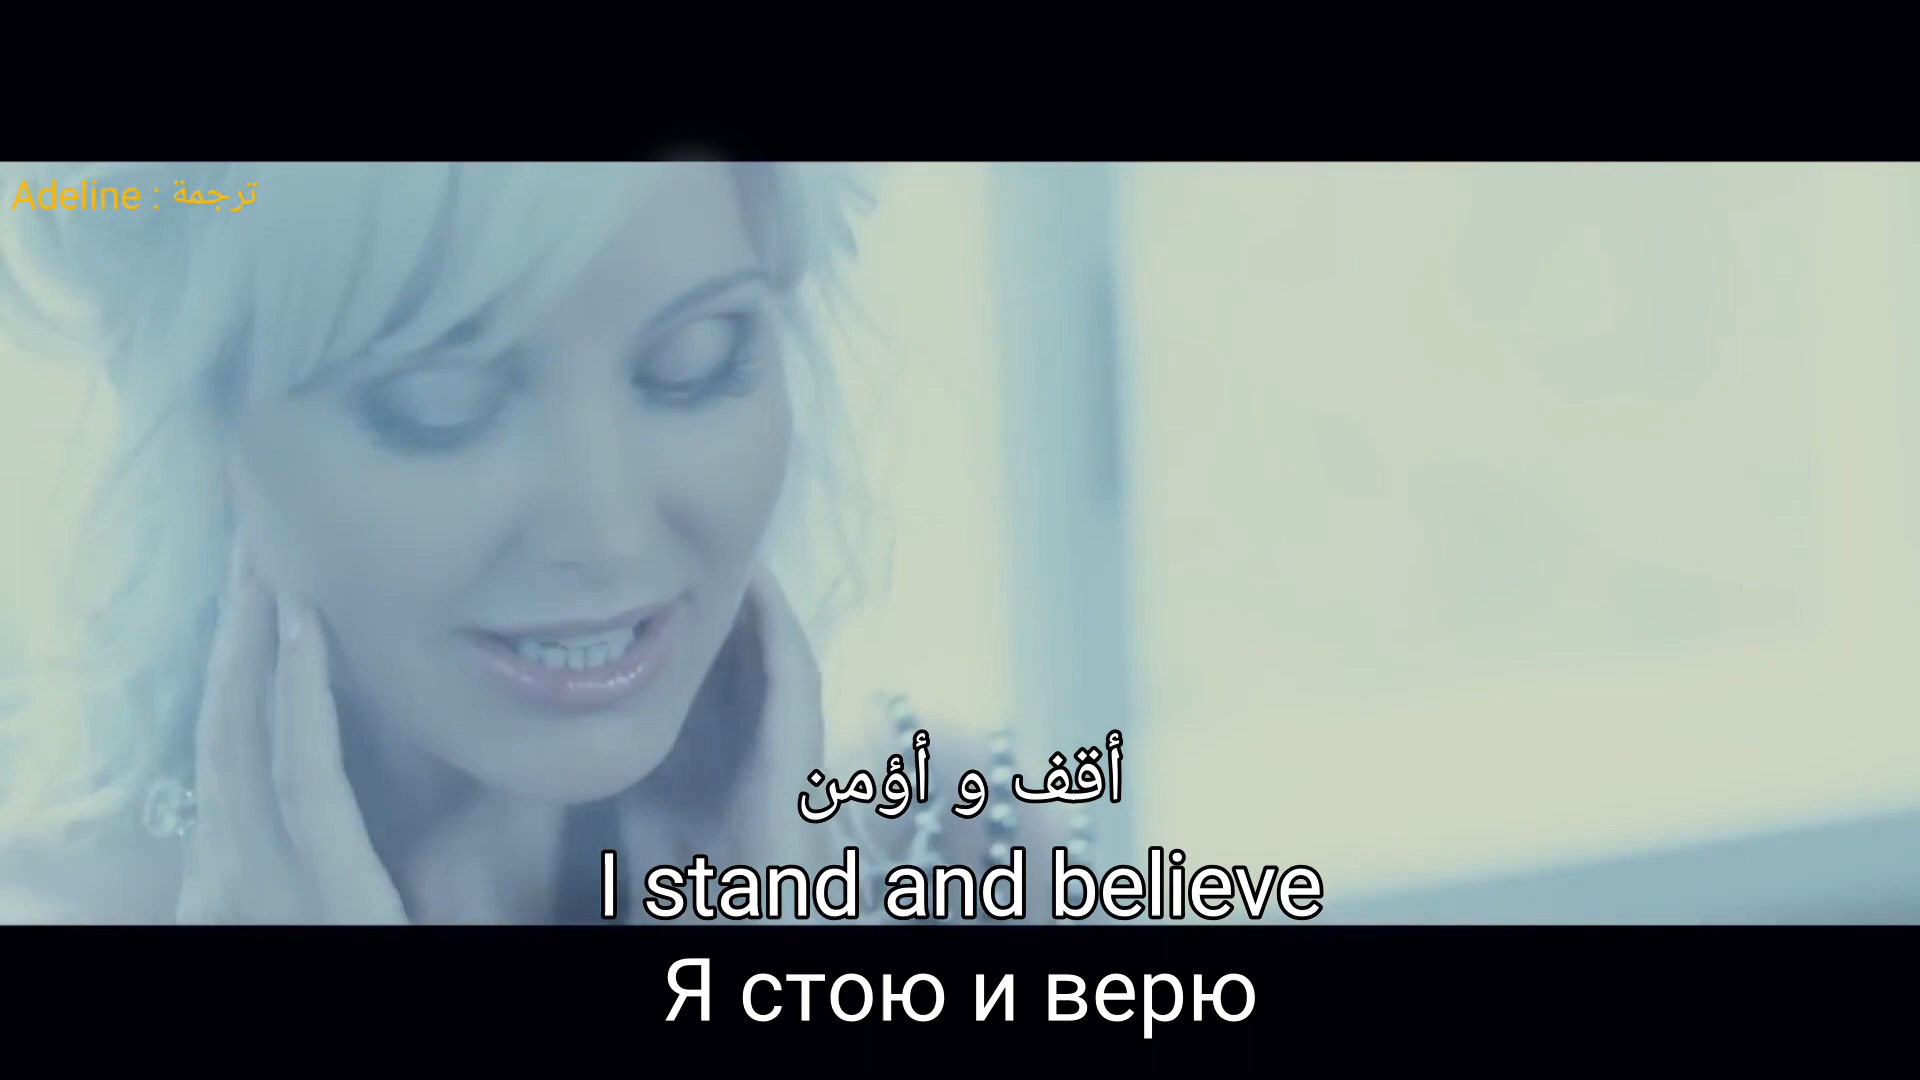 Adeline : ترجمة
أقف و أؤمن
I stand and believe
Я стою и верю